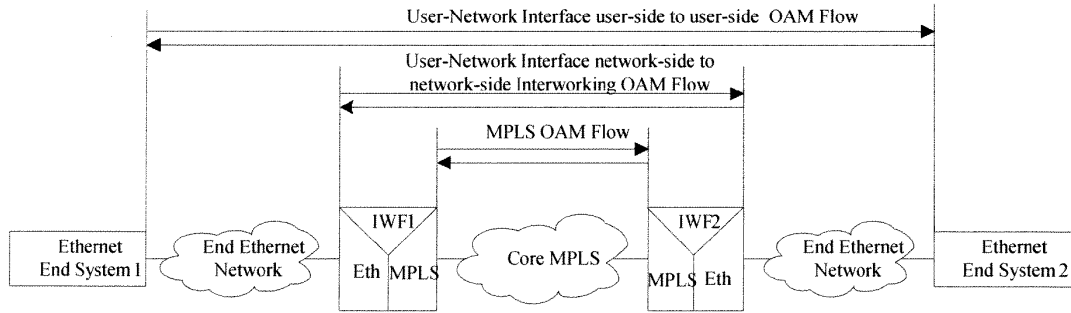 User-Network Interface user-side to user-side OAM Flow
User-Network Interface network-side to
network-side Interworking OAM Flow
MPLS OAM Flow
IWF1
IWF2
Ethernet
End System 1
End Ethernet
Network
Eth
MPLS
Core MPLS
MPLS
Eth
End Ethernet
Network
Ethernet
End System 2